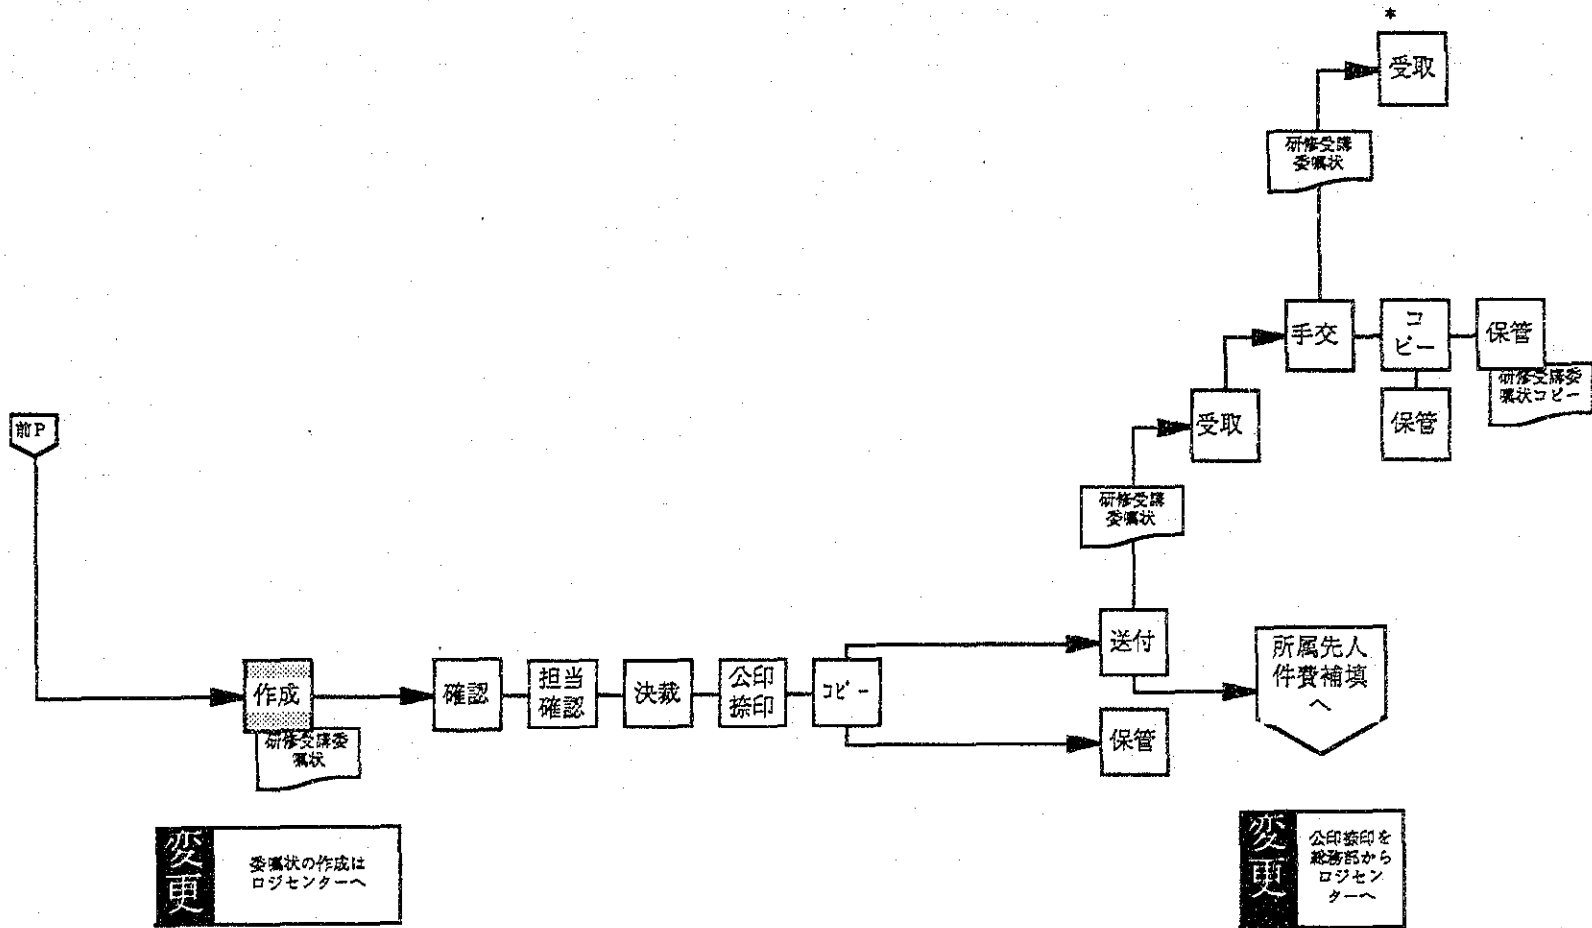 *
受取
研修受講
委嘱状
手交
コ
ピー
保管
研修受講委
嘱状コピー
保管
前P
受取
研修受講
委嘱状
送付
所属先人
件費補填
へ
作成
研修受講委
嘱状
確認
担当
確認
決裁
公印
捺印
コピー
保管
変
更
委嘱状の作成は
ロジセンターへ
変
更
公印捺印を
総務部から
ロジセン
ターへ